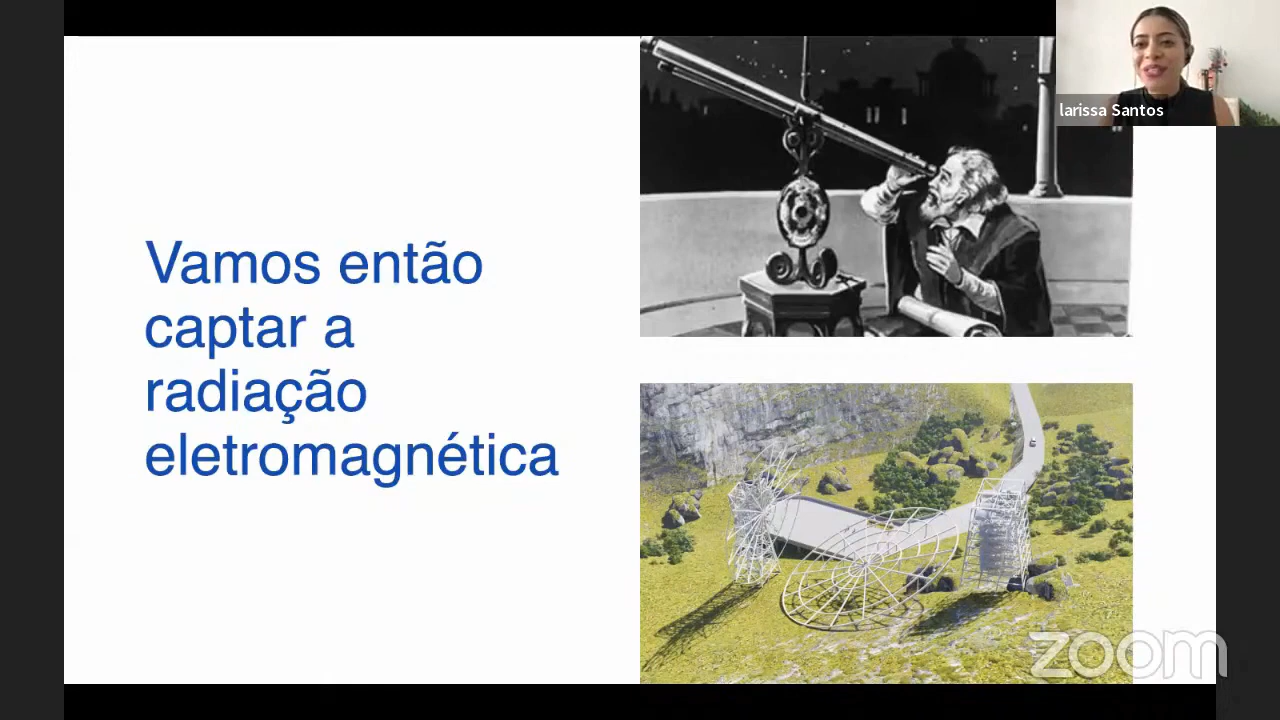 larissa Santos
Vamos então
captar a
radiação
eletromagnética
zoom